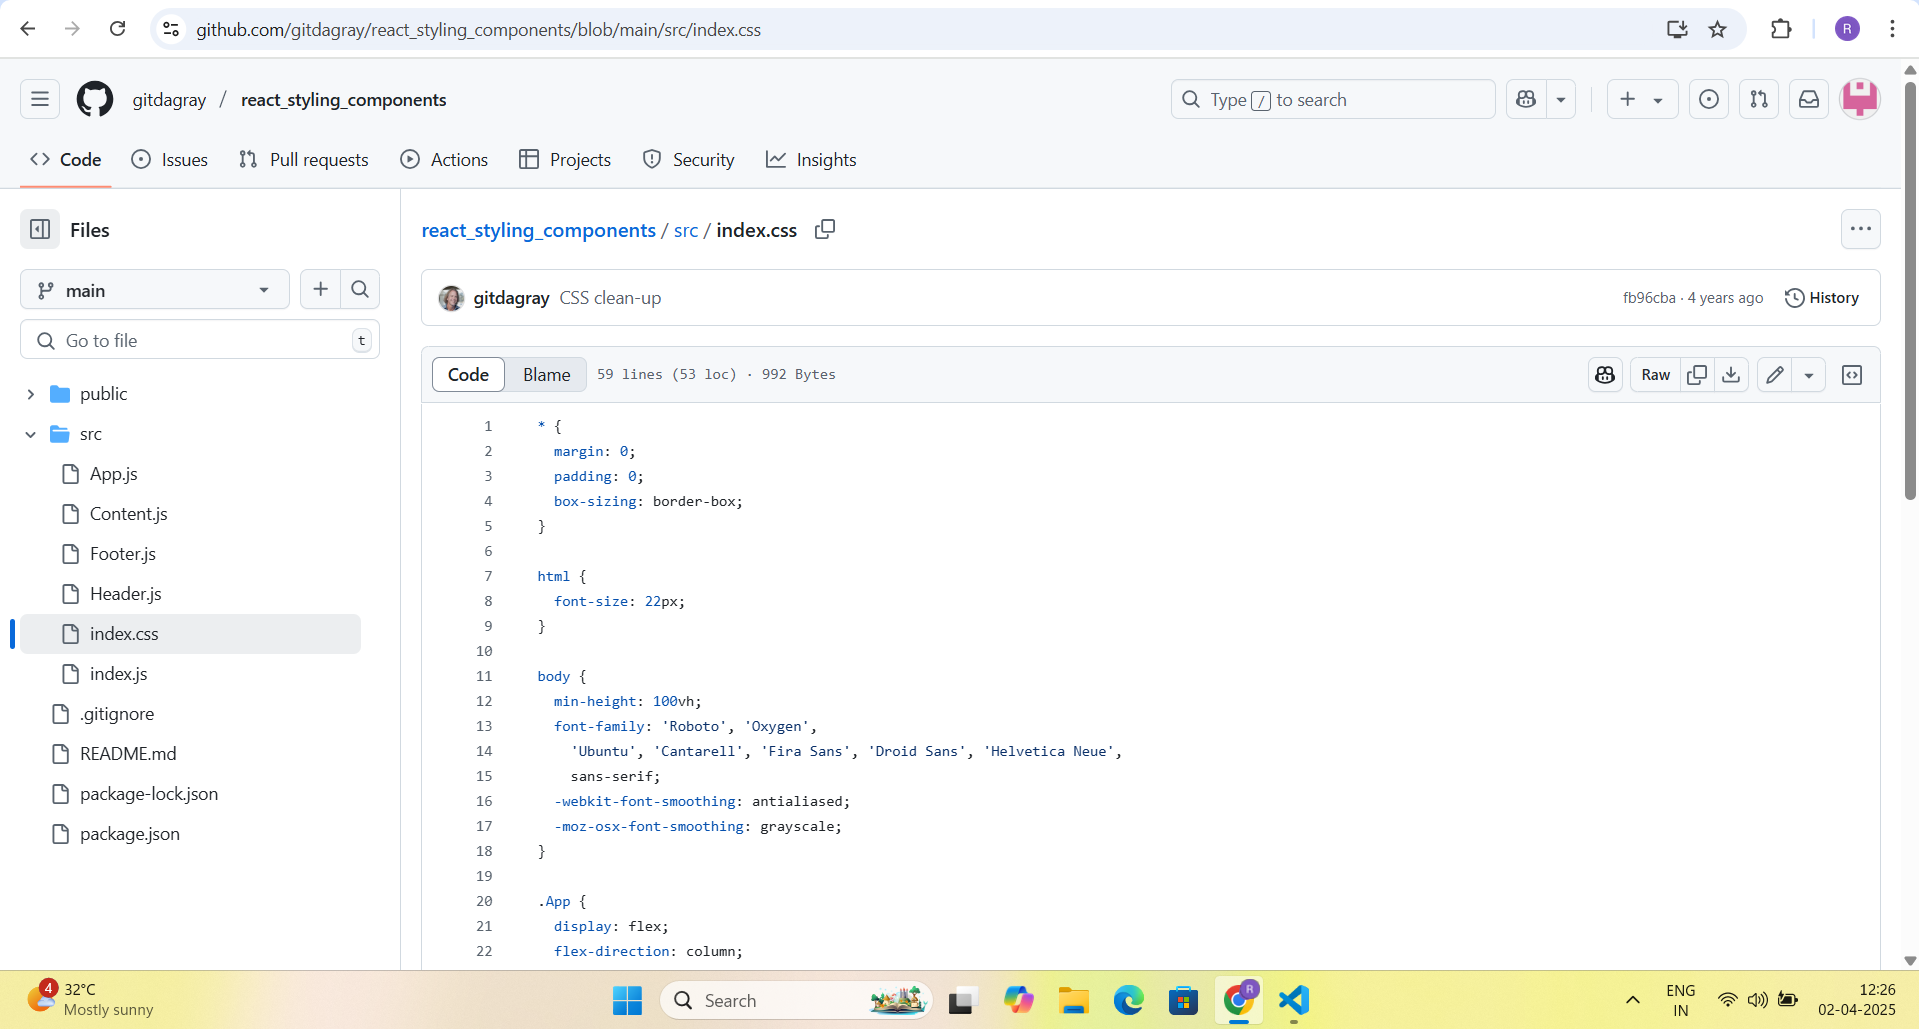 github.com/gitdagray/react_styling_components/blob/main/src/index.css
R
gitdagray / react_styling_components
Type / to search
Code
Issues
Pull requests
Actions
Projects
Security
Insights
Files
main
Go to file
t
public
src
App.js
Content.js
Footer.js
Header.js
index.css
index.js
.gitignore
README.md
package-lock.json
package.json
react_styling_components / src / index.css
gitdagray CSS clean-up
fb96cba · 4 years ago
History
Code
Blame
59 lines (53 loc) · 992 Bytes
Raw
1 * {
2 margin: 0;
3 padding: 0;
4 box-sizing: border-box;
5 }
6
7 html {
8 font-size: 22px;
9 }
10
11 body {
12 min-height: 100vh;
13 font-family: 'Roboto', 'Oxygen',
14 'Ubuntu', 'Cantarell', 'Fira Sans', 'Droid Sans', 'Helvetica Neue',
15 sans-serif;
16 -webkit-font-smoothing: antialiased;
17 -moz-osx-font-smoothing: grayscale;
18 }
19
20 .App {
21 display: flex;
22 flex-direction: column;
4
32°C
Mostly sunny
Search
R
ENG
IN
12:26
02-04-2025